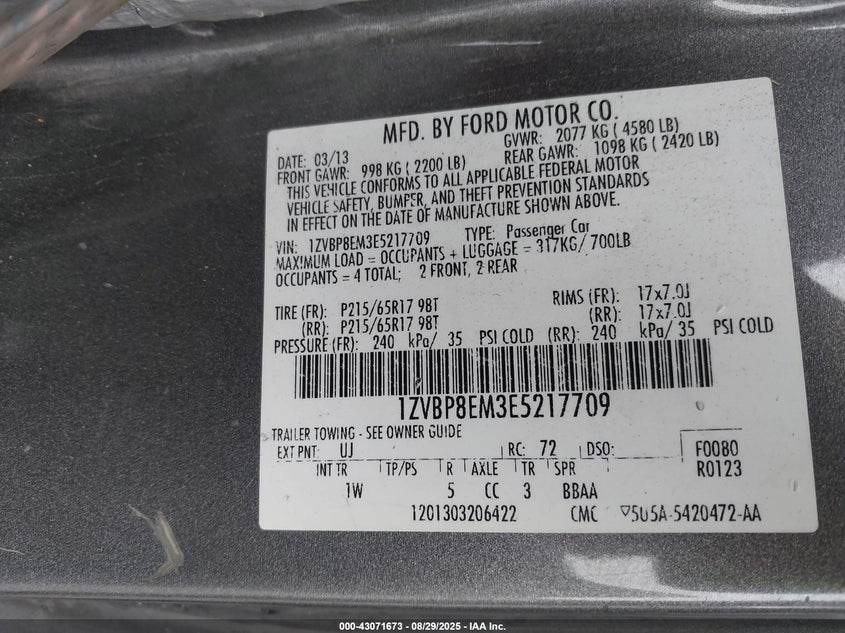 MFD. BY FORD MOTOR CO.
DATE: 03/13 GVWR: 2077 KG ( 4580 LB)
FRONT GAWR: 998 KG ( 2200 LB) REAR GAWR: 1098 KG ( 2420 LB)
THIS VEHICLE CONFORMS TO ALL APPLICABLE FEDERAL MOTOR
VEHICLE SAFETY, BUMPER, AND THEFT PREVENTION STANDARDS
IN EFFECT ON THE DATE OF MANUFACTURE SHOWN ABOVE.
VIN: 1ZVBP8EM3E5217709 TYPE: Passenger Car
MAXIMUM LOAD = OCCUPANTS + LUGGAGE = 317KG/ 700LB
OCCUPANTS = 4 TOTAL; 2 FRONT, 2 REAR
TIRE (FR): P215/65R17 98T RIMS (FR): 17x7.0J
(RR): P215/65R17 98T (RR): 17x7.0J
PRESSURE (FR): 240 kPa/ 35 PSI COLD (RR): 240 kPa/ 35 PSI COLD
1ZVBP8EM3E5217709
TRAILER TOWING - SEE OWNER GUIDE
EXT PNT: UJ RC: 72 DSO: F0080
INT TR TP/PS R AXLE TR SPR R0123
1W 5 CC 3 BBAA
1201303206422 CMC 5U5A-5420472-AA
000-43071673 - 08/29/2025 - IAA Inc.